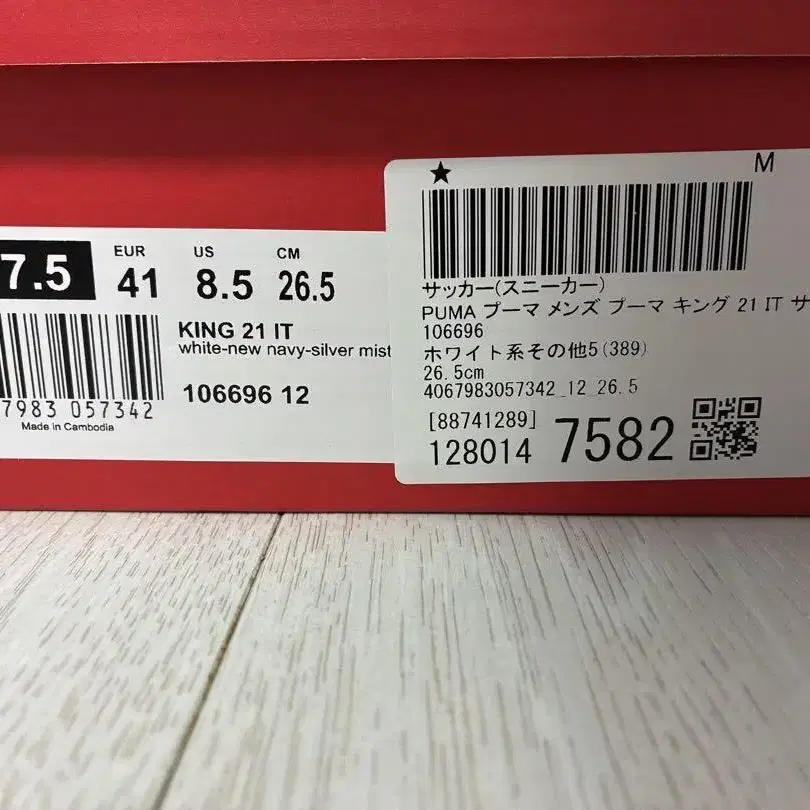 7.5
EUR
41
US
8.5
CM
26.5
KING 21 IT
white-new navy-silver mist
106696 12
7983 057342
Made in Cambodia
★
M
サッカー(スニーカー)
PUMA プーマ メンズ プーマ キング 21 IT サ
106696
ホワイト系その他5(389)
26.5cm
4067983057342_12_26.5
[88741289]
128014 7582